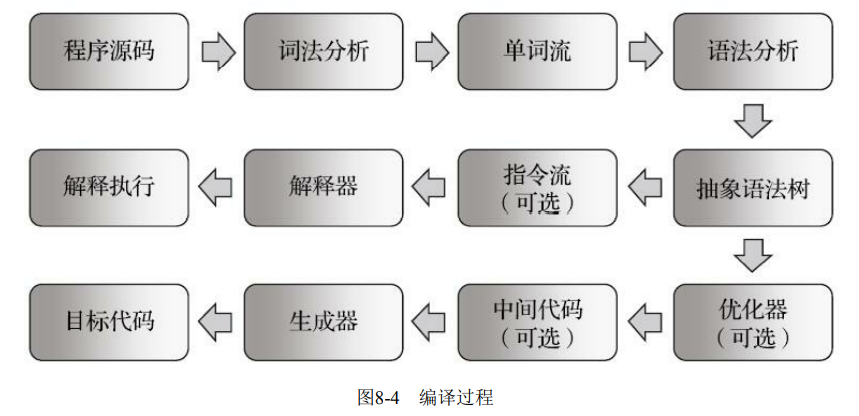 程序源码
词法分析
单词流
语法分析
解释执行
解释器
指令流
（可选）
抽象语法树
目标代码
生成器
中间代码
（可选）
优化器
（可选）
图8-4 编译过程